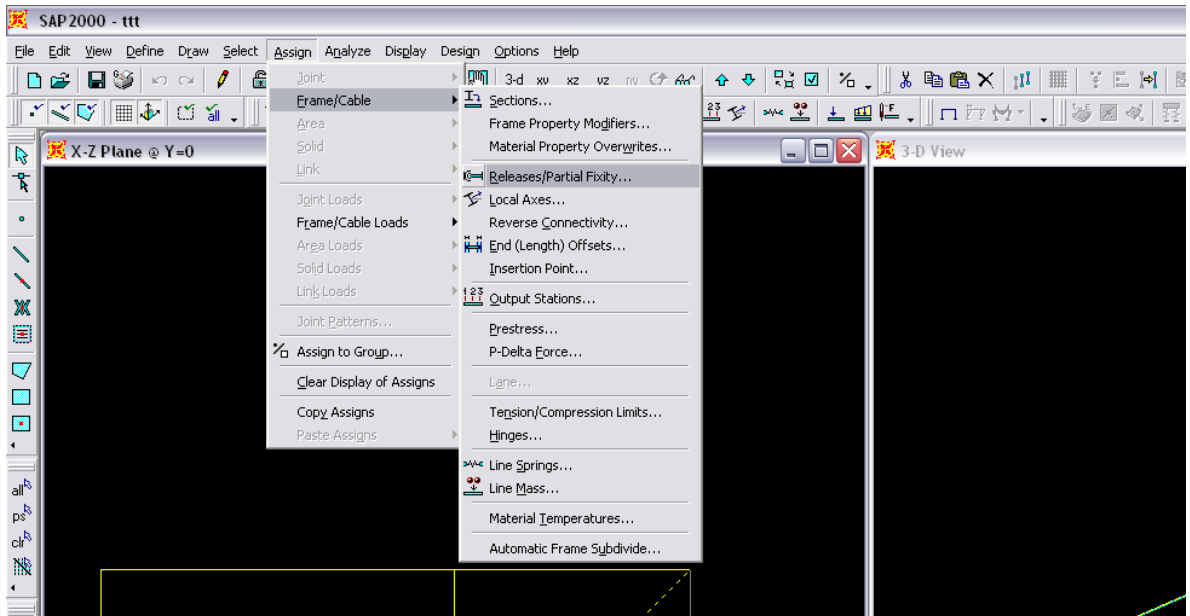 SAP2000 - ttt
File Edit View Define Draw Select Assign Analyze Display Design Options Help
3-d xy xz yz nv
all
X-Z Plane @ Y=0
3-D View
Joint
Frame/Cable
Area
Solid
Link
Joint Loads
Frame/Cable Loads
Area Loads
Solid Loads
Link Loads
Joint Patterns...
Assign to Group...
Clear Display of Assigns
Copy Assigns
Paste Assigns
Sections...
Frame Property Modifiers...
Material Property Overwrites...
Releases/Partial Fixity...
Local Axes...
Reverse Connectivity...
End (Length) Offsets...
Insertion Point...
Output Stations...
Prestress...
P-Delta Force...
Lane...
Tension/Compression Limits...
Hinges...
Line Springs...
Line Mass...
Material Temperatures...
Automatic Frame Subdivide...
all
ps
clr